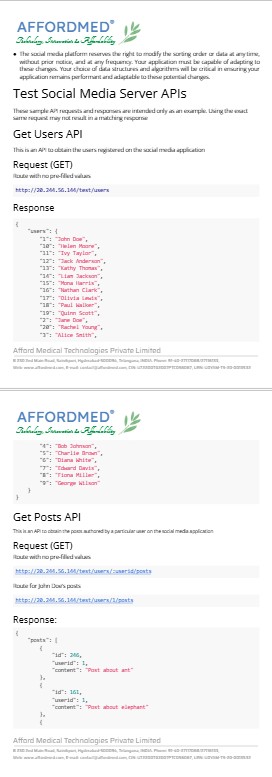 AFFORDMED®
Technology, Innovation & Affordability
• The social media platform reserves the right to modify the sorting order or data at any time,
without prior notice, and at any frequency. Your application must be capable of adapting to
these changes. Your choice of data structures and algorithms will be critical in ensuring your
application remains performant and adaptable to these potential changes.
Test Social Media Server APIs
These sample API requests and responses are intended only as an example. Using the exact
same request may not result in a matching response
Get Users API
This is an API to obtain the users registered on the social media application
Request (GET)
Route with no pre-filled values
http://20.244.56.144/test/users
Response
{
"users": {
"1": "John Doe",
"10": "Helen Moore",
"11": "Ivy Taylor",
"12": "Jack Anderson",
"13": "Kathy Thomas",
"14": "Liam Jackson",
"15": "Mona Harris",
"16": "Nathan Clark",
"17": "Olivia Lewis",
"18": "Paul Walker",
"19": "Quinn Scott",
"2": "Jane Doe",
"20": "Rachel Young",
"3": "Alice Smith",
Afford Medical Technologies Private Limited
AFFORDMED®
Technology, Innovation & Affordability
"4": "Bob Johnson",
"5": "Charlie Brown",
"6": "Diana White",
"7": "Edward Davis",
"8": "Fiona Miller",
"9": "George Wilson"
}
}
Get Posts API
This is an API to obtain the posts authored by a particular user on the social media application
Request (GET)
Route with no pre-filled values
http://20.244.56.144/test/users/:userid/posts
Route for John Doe's posts
http://20.244.56.144/test/users/1/posts
Response:
{
"posts": [
{
"id": 246,
"userid": 1,
"content": "Post about ant"
},
{
"id": 161,
"userid": 1,
"content": "Post about elephant"
},
{
Afford Medical Technologies Private Limited